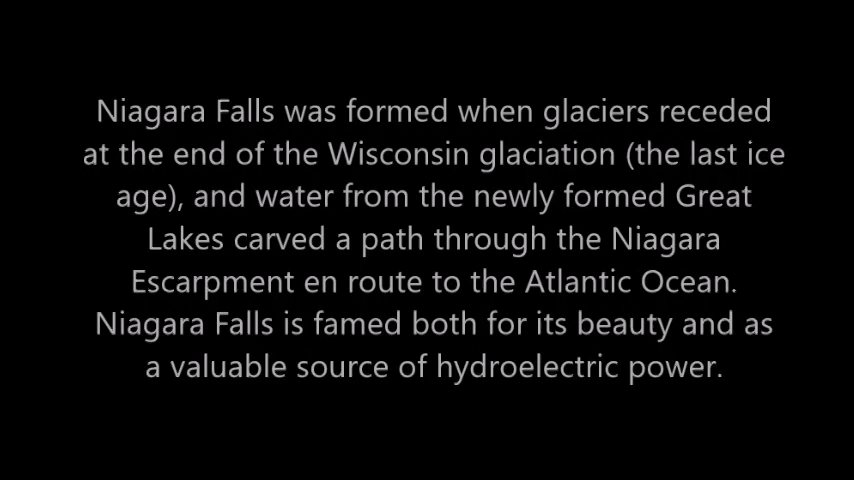 Niagara Falls was formed when glaciers receded
at the end of the Wisconsin glaciation (the last ice
age), and water from the newly formed Great
Lakes carved a path through the Niagara
Escarpment en route to the Atlantic Ocean.
Niagara Falls is famed both for its beauty and as
a valuable source of hydroelectric power.